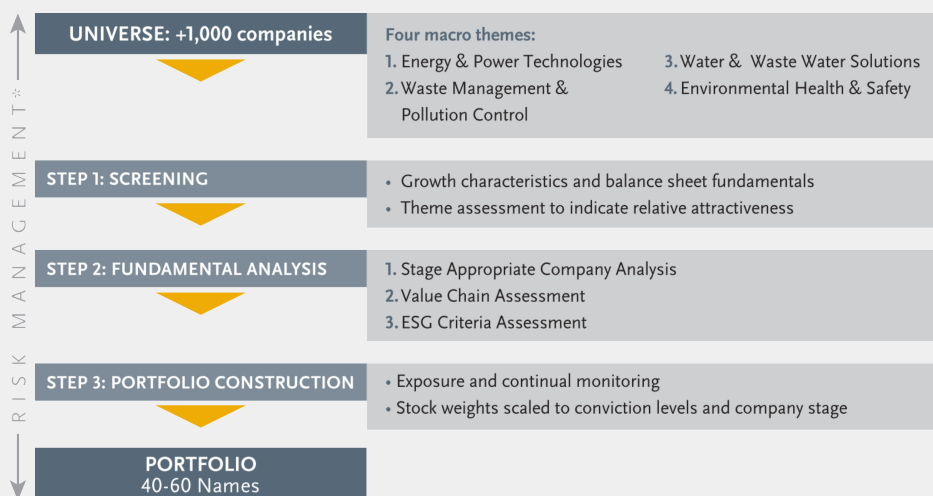 RISK MANAGEMENT*
UNIVERSE: +1,000 companies
Four macro themes:
1. Energy & Power Technologies
2. Waste Management &
Pollution Control
3. Water & Waste Water Solutions
4. Environmental Health & Safety
STEP 1: SCREENING
• Growth characteristics and balance sheet fundamentals
• Theme assessment to indicate relative attractiveness
STEP 2: FUNDAMENTAL ANALYSIS
1. Stage Appropriate Company Analysis
2. Value Chain Assessment
3. ESG Criteria Assessment
STEP 3: PORTFOLIO CONSTRUCTION
• Exposure and continual monitoring
• Stock weights scaled to conviction levels and company stage
PORTFOLIO
40-60 Names